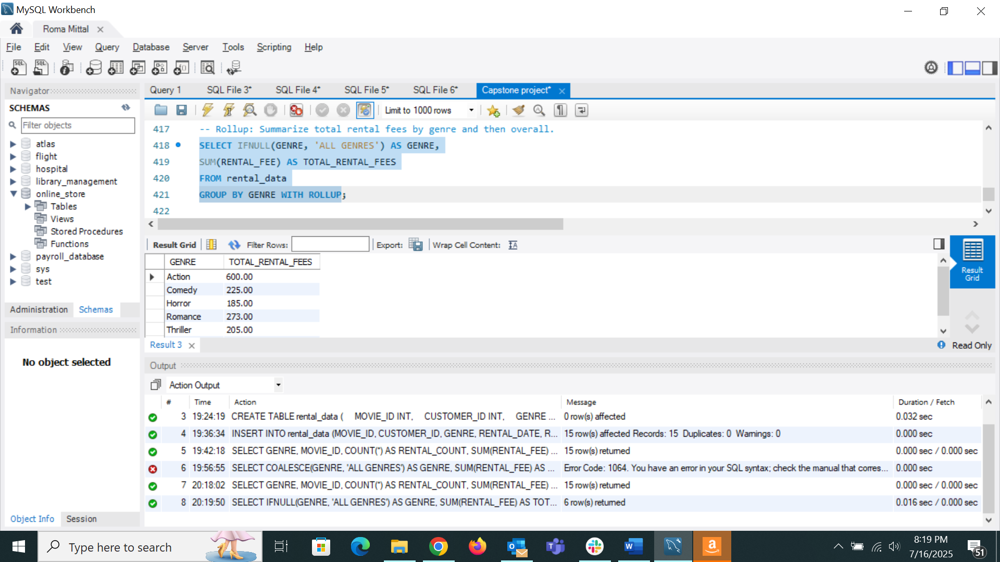 MySQL Workbench
Roma Mittal
File Edit View Query Database Server Tools Scripting Help
Navigator
SCHEMAS
Filter objects
atlas
flight
hospital
library_management
online_store
Tables
Views
Stored Procedures
Functions
payroll_database
sys
test
Administration Schemas
Information
No object selected
Object Info Session
Query 1 SQL File 3* SQL File 4* SQL File 5* SQL File 6* Capstone project*
Limit to 1000 rows
417 -- Rollup: Summarize total rental fees by genre and then overall.
418 SELECT IFNULL(GENRE, 'ALL GENRES') AS GENRE,
419 SUM(RENTAL_FEE) AS TOTAL_RENTAL_FEES
420 FROM rental_data
421 GROUP BY GENRE WITH ROLLUP;
422
Result Grid Filter Rows: Export: Wrap Cell Content:
GENRE TOTAL_RENTAL_FEES
Action 600.00
Comedy 225.00
Horror 185.00
Romance 273.00
Thriller 205.00
Result Grid
Result 3
Read Only
Output
Action Output
# Time Action Message Duration / Fetch
3 19:24:19 CREATE TABLE rental_data ( MOVIE_ID INT, CUSTOMER_ID INT, GENRE ... 0 row(s) affected 0.032 sec
4 19:36:34 INSERT INTO rental_data (MOVIE_ID, CUSTOMER_ID, GENRE, RENTAL_DATE, R... 15 row(s) affected Records: 15 Duplicates: 0 Warnings: 0 0.000 sec
5 19:42:18 SELECT GENRE, MOVIE_ID, COUNT(*) AS RENTAL_COUNT, SUM(RENTAL_FEE) ... 15 row(s) returned 0.000 sec / 0.000 sec
6 19:56:55 SELECT COALESCE(GENRE, "ALL GENRES') AS GENRE, SUM(RENTAL_FEE) AS ... Error Code: 1064. You have an error in your SQL syntax; check the manual that corres... 0.000 sec
7 20:18:02 SELECT GENRE, MOVIE_ID, COUNT(*) AS RENTAL_COUNT, SUM(RENTAL_FEE) ... 15 row(s) returned 0.000 sec / 0.000 sec
8 20:19:50 SELECT IFNULL(GENRE, 'ALL GENRES') AS GENRE, SUM(RENTAL_FEE) AS TOT... 6 row(s) returned 0.016 sec / 0.000 sec
Type here to search
8:19 PM
7/16/2025
51